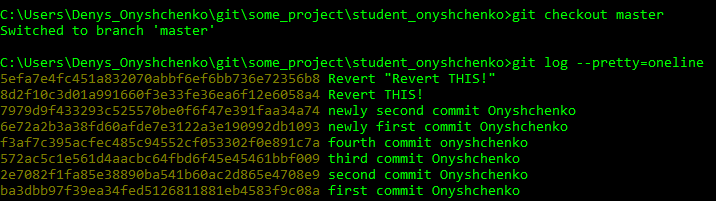 C:\Users\Denys_Onyshchenko\git\some_project\student_onyshchenko>git checkout master
Switched to branch 'master'
C:\Users\Denys_Onyshchenko\git\some_project\student_onyshchenko>git log --pretty=oneline
5efa7e4fc451a832070abbf6ef6bb736e72356b8 Revert "Revert THIS!"
8d2f10c3d01a991660f3e33fe36ea6f12e6058a4 Revert THIS!
7979d9f433293c525570be0f6f47e391faa34a74 newly second commit Onyshchenko
6e72a2b3a38fd60afde7e3122a3e190992db1093 newly first commit Onyshchenko
f3af7c395acfec485c94552cf053302f0e891c7a fourth commit Onyshchenko
572ac5c1e561d4aacbc64fbd6f45e45461bbf009 third commit Onyshchenko
2e7082f1fa85e38890ba541b60ac2d865e4708e9 second commit Onyshchenko
ba3dbb97f39ea34fed5126811881eb4583f9c08a first commit Onyshchenko